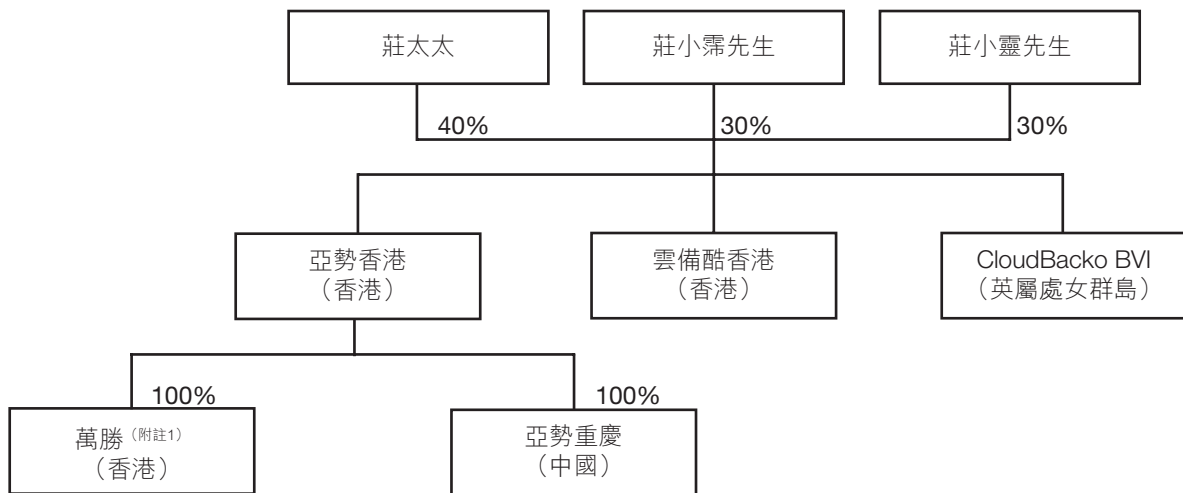 莊太太
莊小霈先生
莊小靈先生
40%
30%
30%
亞勢香港
（香港）
雲備酷香港
（香港）
CloudBacko BVI
（英屬處女群島）
100%
100%
萬勝（附註1）
（香港）
亞勢重慶
（中國）